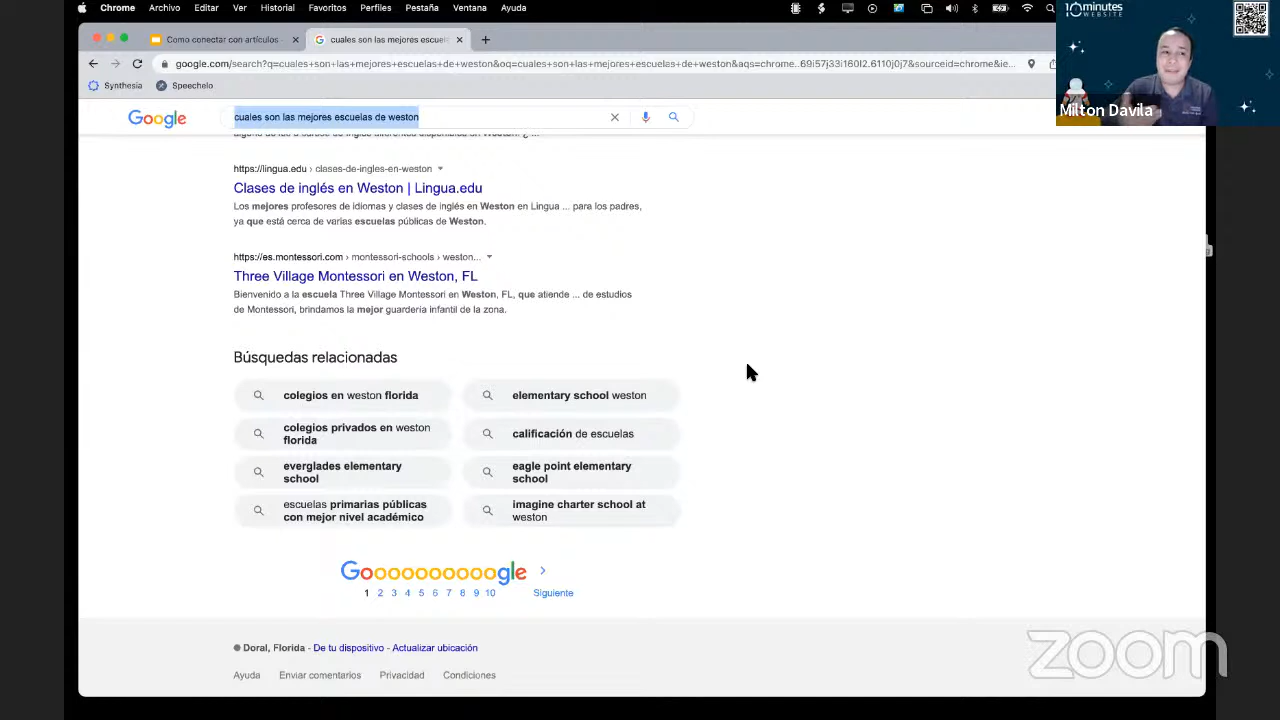 Chrome Archivo Editar Ver Historial Favoritos Perfiles Pestaña Ventana Ayuda
10minutes
WEBSITE
Milton Davila
Como conectar con artículos -
cuales son las mejores escuel
google.com/search?q=cuales+son+las+mejores+escuelas+de+weston&oq=cuales+son+las+mejores+escuelas+de+weston&aqs=chrome..69i57j33i160l2.6110j0j7&sourceid=chrome&ie...
Synthesia Speechelo
Google
cuales son las mejores escuelas de weston
https://lingua.edu › clases-de-ingles-en-weston
Clases de inglés en Weston | Lingua.edu
Los mejores profesores de idiomas y clases de inglés en Weston en Lingua ... para los padres,
ya que está cerca de varias escuelas públicas de Weston.
https://es.montessori.com › montessori-schools › weston...
Three Village Montessori en Weston, FL
Bienvenido a la escuela Three Village Montessori en Weston, FL, que atiende ... de estudios
de Montessori, brindamos la mejor guardería infantil de la zona.
Búsquedas relacionadas
colegios en weston florida
elementary school weston
colegios privados en weston
florida
calificación de escuelas
everglades elementary
school
eagle point elementary
school
escuelas primarias públicas
con mejor nivel académico
imagine charter school at
weston
Goooooooooogle
1 2 3 4 5 6 7 8 9 10 Siguiente
Doral, Florida - De tu dispositivo - Actualizar ubicación
Ayuda Enviar comentarios Privacidad Condiciones
zoom